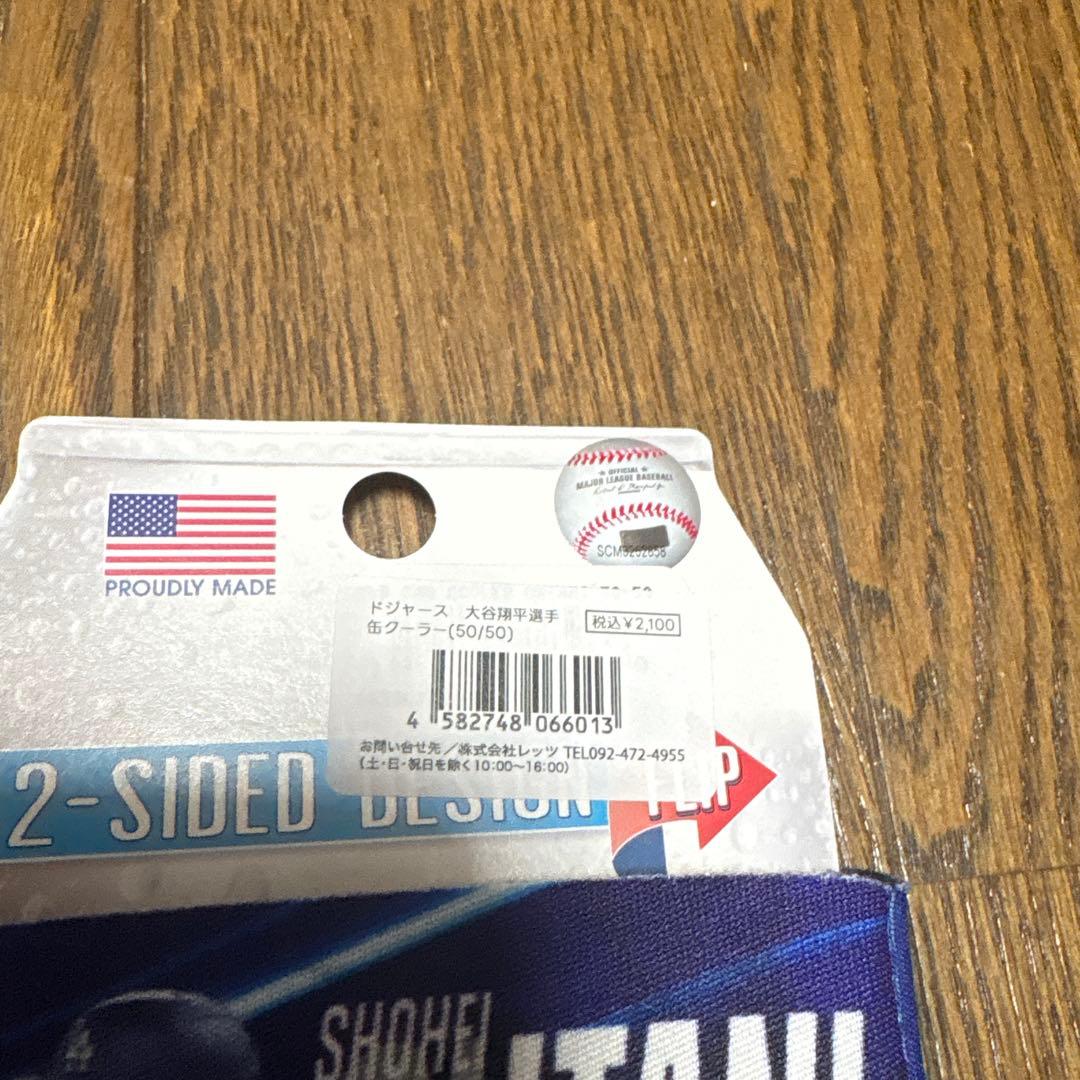 OFFICIAL
MAJOR LEAGUE BASEBALL
PROUDLY MADE
ドジャース 大谷翔平選手
缶クーラー(50/50)
税込¥2,100
4 582748 066013
お問い合せ先/株式会社レッツ TEL092-472-4955
(土・日・祝日を除く10:00~16:00)
2-SIDED DESIGN
FLIP
SHOHEI